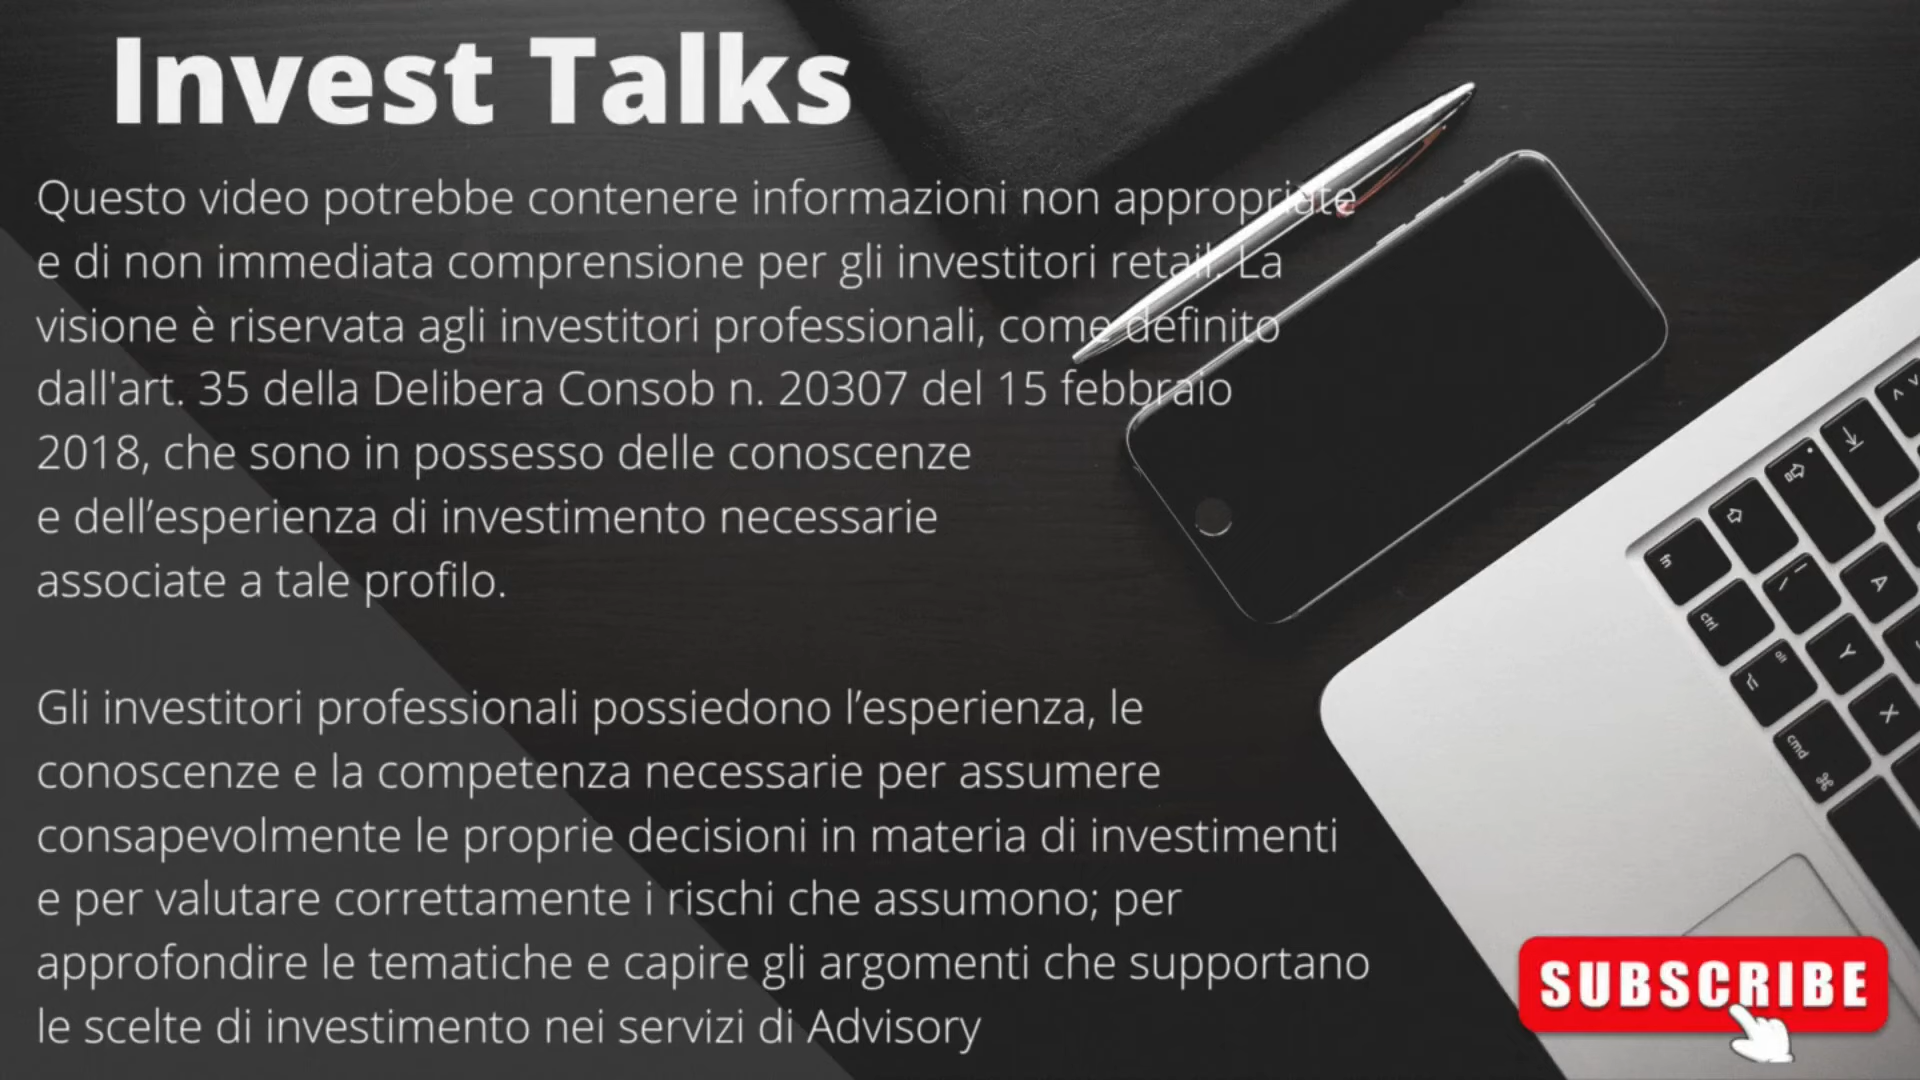 Invest Talks
Questo video potrebbe contenere informazioni non appropriate
e di non immediata comprensione per gli investitori retail. La
visione è riservata agli investitori professionali, come definito
dall'art. 35 della Delibera Consob n. 20307 del 15 febbraio
2018, che sono in possesso delle conoscenze
e dell’esperienza di investimento necessarie
associate a tale profilo.
Gli investitori professionali possiedono l’esperienza, le
conoscenze e la competenza necessarie per assumere
consapevolmente le proprie decisioni in materia di investimenti
e per valutare correttamente i rischi che assumono; per
approfondire le tematiche e capire gli argomenti che supportano
le scelte di investimento nei servizi di Advisory
SUBSCRIBE
fn
ctrl
alt
cmd
A
Y
X